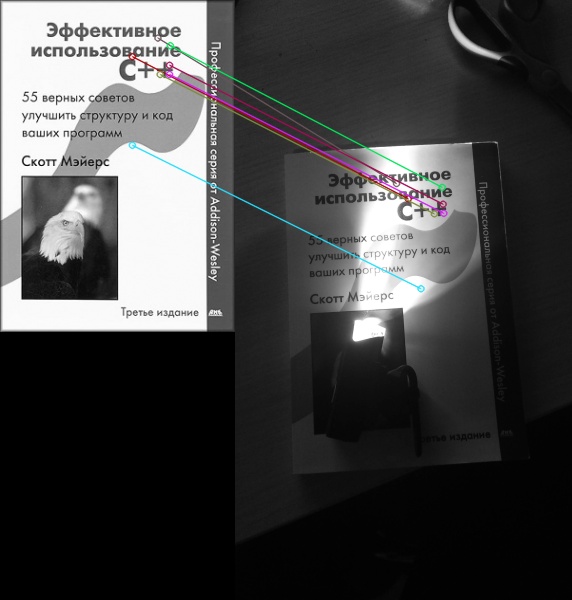 Эффективное
использование
C++
55 верных советов
улучшить структуру и код
ваших программ
Скотт Мэйерс
Третье издание
Профессиональная серия от Addison-Wesley
Эффективное
использование
C++
55 верных советов
улучшить структуру и код
ваших программ
Скотт Мэйерс
издание
Профессиональная серия от Addison-Wesley